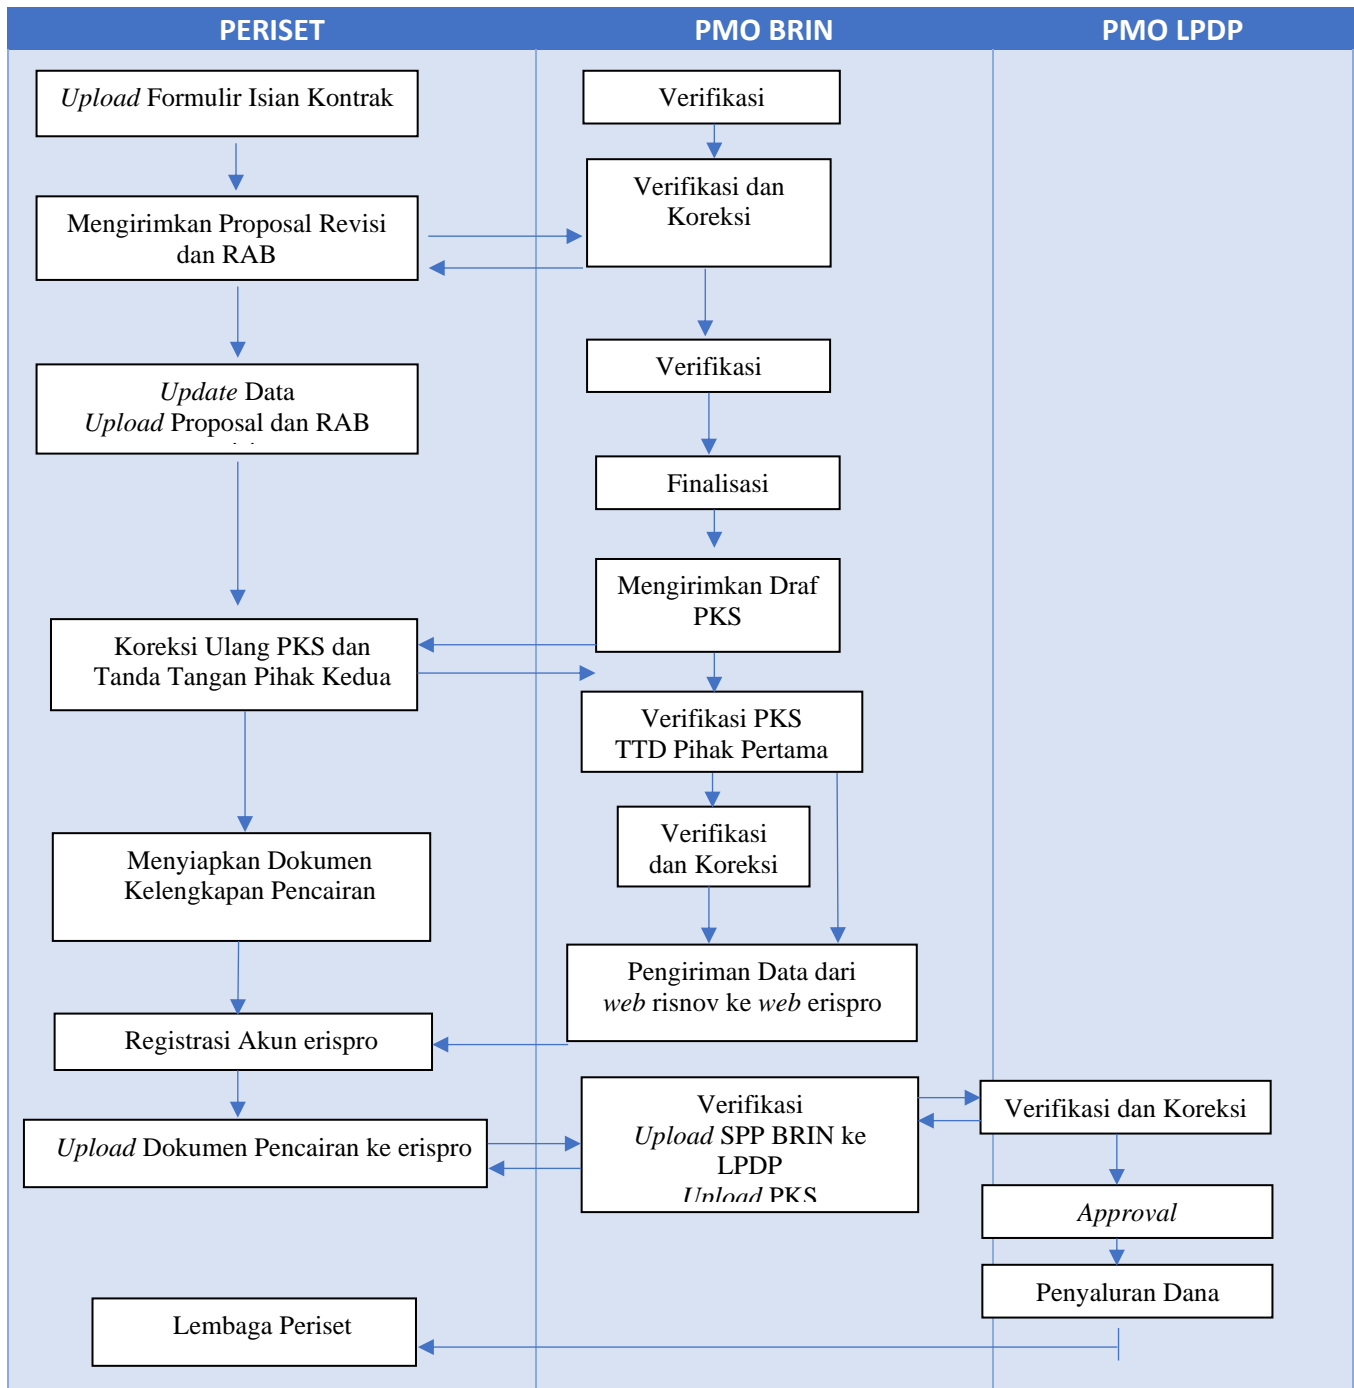 PERISET
PMO BRIN
PMO LPDP
Upload Formulir Isian Kontrak
Verifikasi
Verifikasi dan
Koreksi
Mengirimkan Proposal Revisi
dan RAB
Verifikasi
Update Data
Upload Proposal dan RAB
Finalisasi
Mengirimkan Draf
PKS
Koreksi Ulang PKS dan
Tanda Tangan Pihak Kedua
Verifikasi PKS
TTD Pihak Pertama
Verifikasi
dan Koreksi
Menyiapkan Dokumen
Kelengkapan Pencairan
Pengiriman Data dari
web risnov ke web erispro
Registrasi Akun erispro
Verifikasi
Upload SPP BRIN ke
LPDP
Upload PKS
Verifikasi dan Koreksi
Upload Dokumen Pencairan ke erispro
Approval
Penyaluran Dana
Lembaga Periset